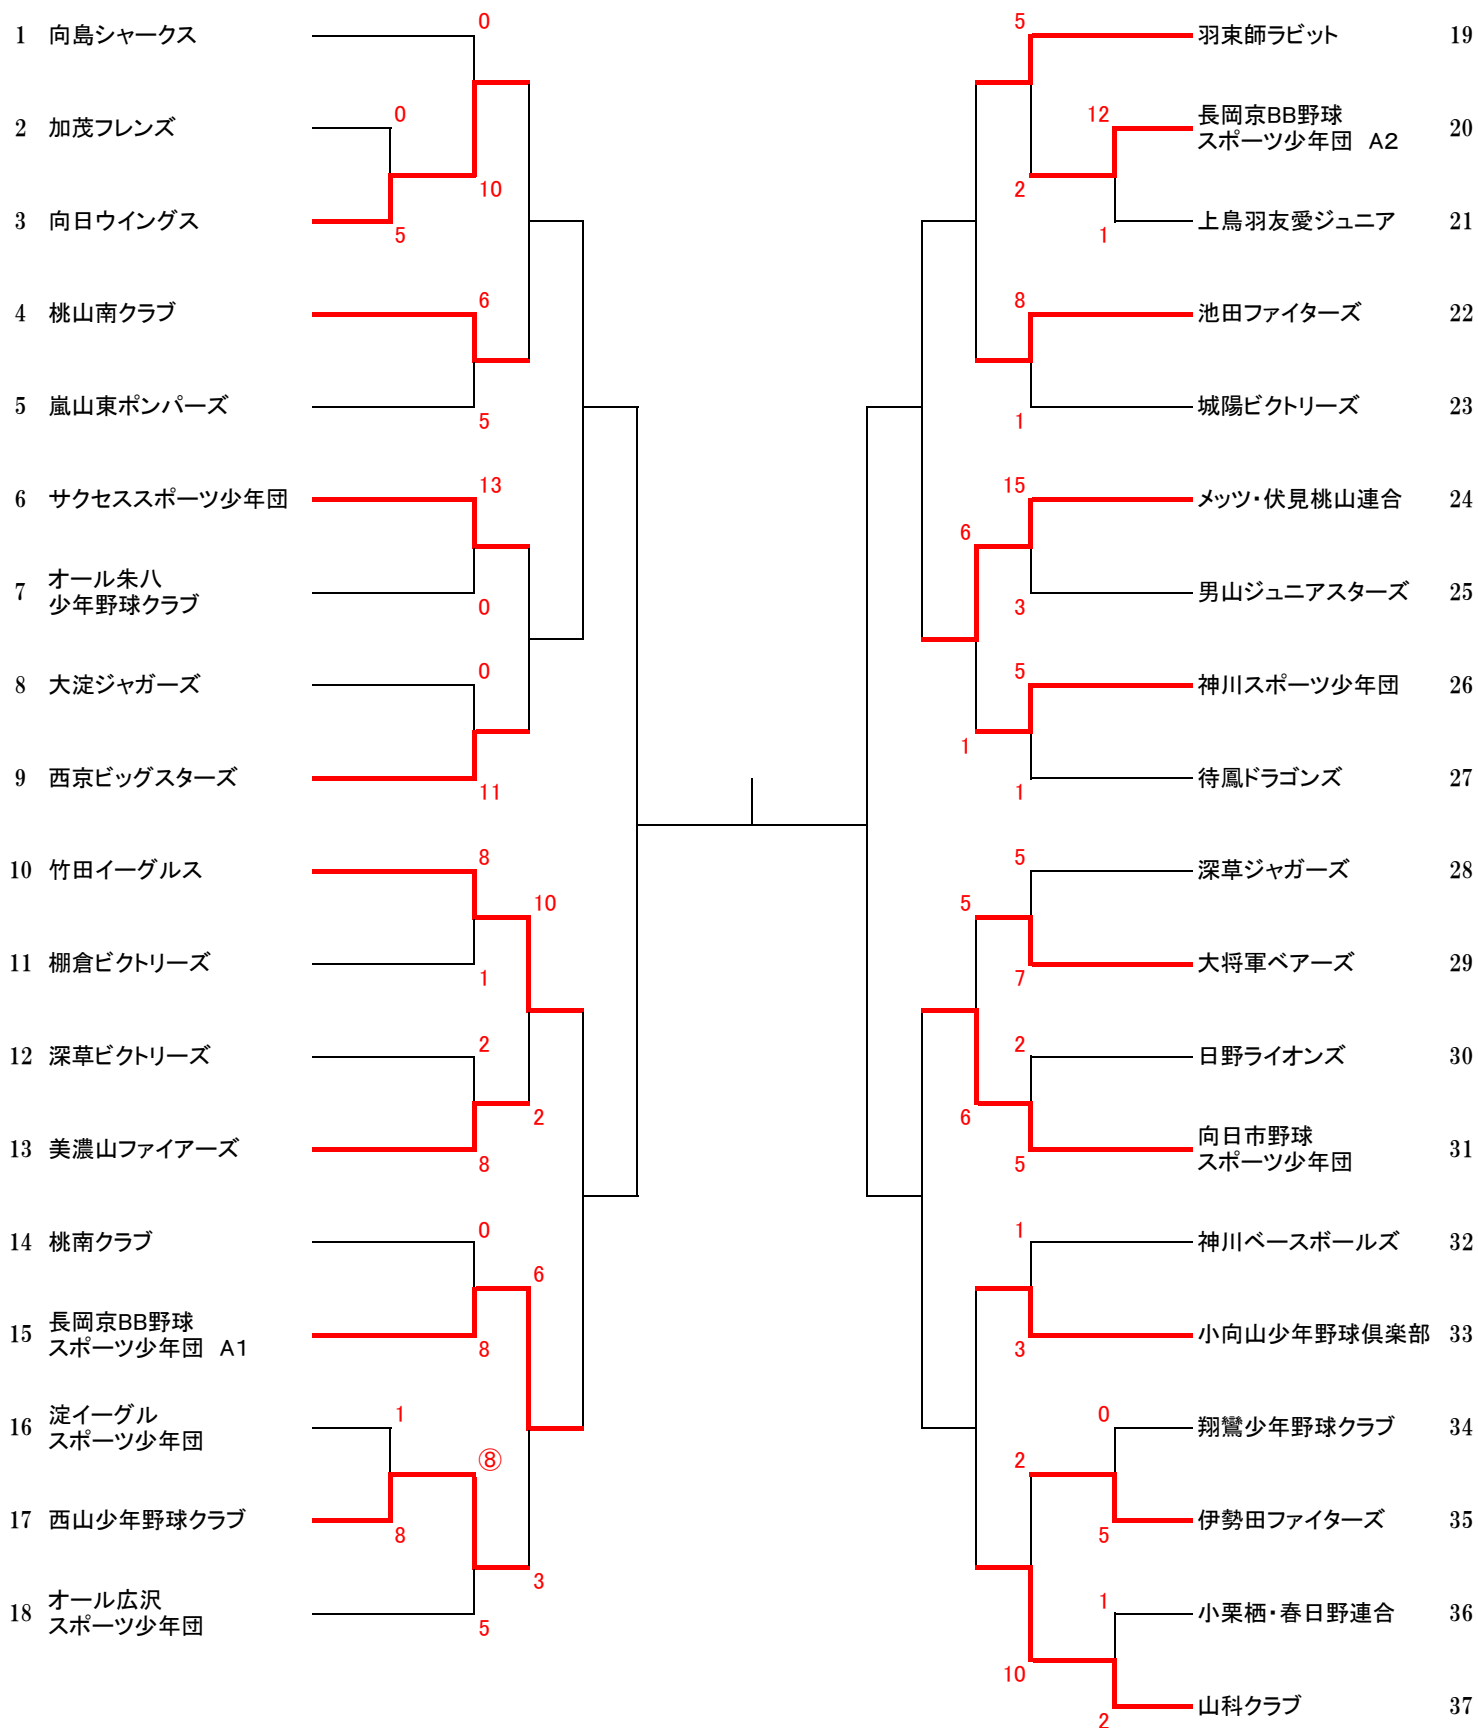 1 向島シャークス
0
2 加茂フレンズ
0
10
3 向日ウイングス
5
4 桃山南クラブ
6
5 嵐山東ポンパーズ
5
6 サクセススポーツ少年団
13
7 オール朱八
少年野球クラブ
0
8 大淀ジャガーズ
0
9 西京ビッグスターズ
11
10 竹田イーグルス
8
10
11 棚倉ビクトリーズ
1
12 深草ビクトリーズ
2
2
13 美濃山ファイアーズ
8
14 桃南クラブ
0
6
15 長岡京BB野球
スポーツ少年団 A1
8
16 淀イーグル
スポーツ少年団
1
⑧
17 西山少年野球クラブ
8
3
18 オール広沢
スポーツ少年団
5
5
羽束師ラビット 19
12
長岡京BB野球
スポーツ少年団 A2 20
2
上鳥羽友愛ジュニア 21
1
8
池田ファイターズ 22
城陽ビクトリーズ 23
1
15
メッツ・伏見桃山連合 24
6
男山ジュニアスターズ 25
3
5
神川スポーツ少年団 26
1
待鳳ドラゴンズ 27
1
5
深草ジャガーズ 28
5
大将軍ベアーズ 29
7
2
日野ライオンズ 30
6
向日市野球
スポーツ少年団 31
5
1
神川ベースボールズ 32
小向山少年野球倶楽部 33
3
0
翔鸞少年野球クラブ 34
2
伊勢田ファイターズ 35
5
1
小栗栖・春日野連合 36
10
山科クラブ 37
2